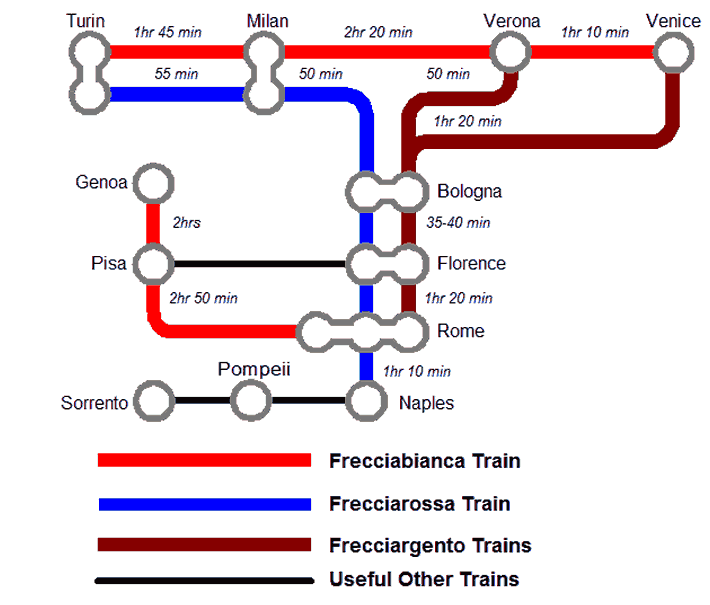 Turin
Milan
Verona
Venice
1hr 45 min
2hr 20 min
1hr 10 min
55 min
50 min
50 min
1hr 20 min
Genoa
Bologna
2hrs
35-40 min
Pisa
Florence
2hr 50 min
1hr 20 min
Rome
Pompeii
1hr 10 min
Sorrento
Naples
Frecciabianca Train
Frecciarossa Train
Frecciargento Trains
Useful Other Trains